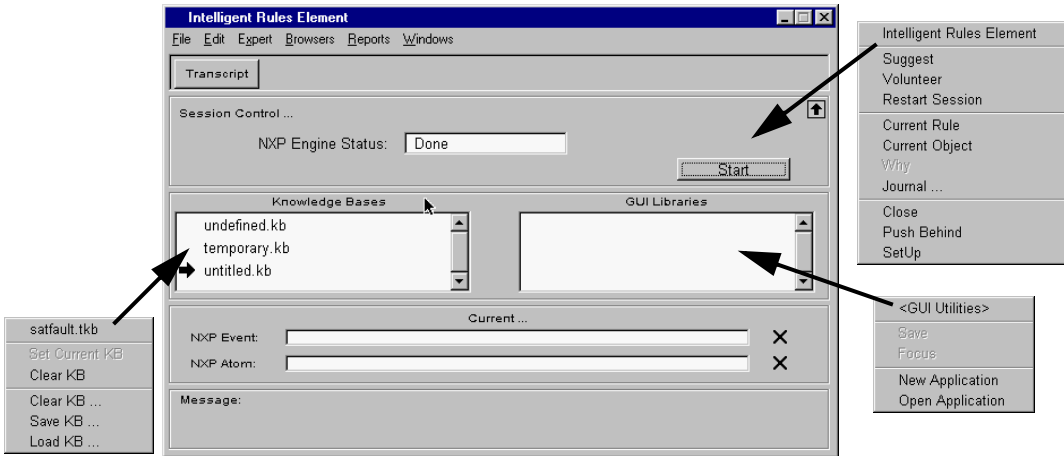 Intelligent Rules Element
File Edit Expert Browsers Reports Windows
Transcript
Session Control ...
NXP Engine Status: Done
Start
Knowledge Bases
undefined.kb
temporary.kb
untitled.kb
GUI Libraries
Current ...
NXP Event:
NXP Atom:
Message:
Intelligent Rules Element
Suggest
Volunteer
Restart Session
Current Rule
Current Object
Why
Journal ...
Close
Push Behind
SetUp
satfault.tkb
Set Current KB
Clear KB
Clear KB ...
Save KB ...
Load KB ...
<GUI Utilities>
Save
Focus
New Application
Open Application